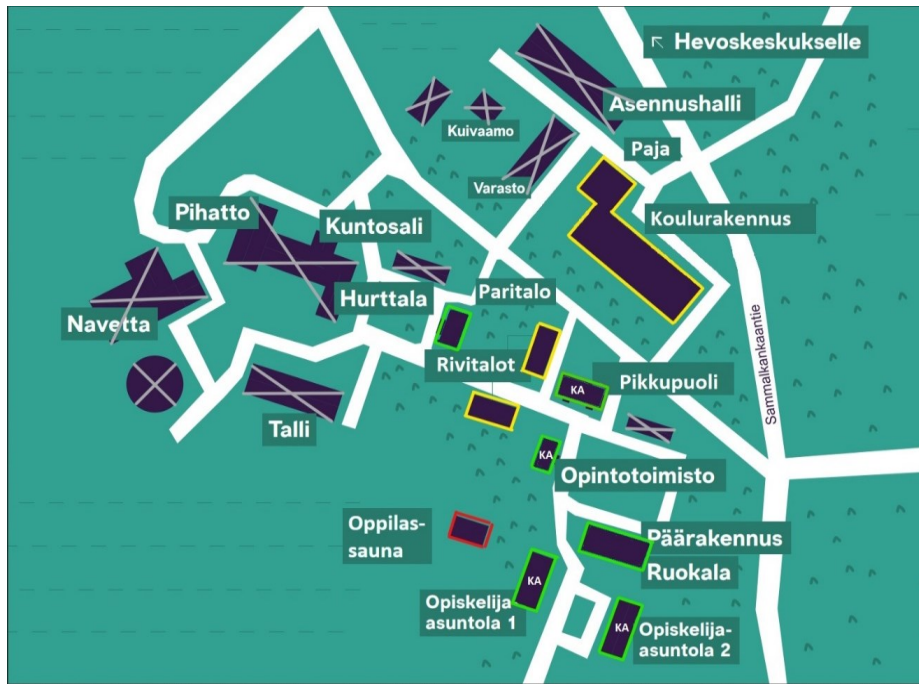 ↖ Hevoskeskukselle
Asennushalli
Kuivaamo
Paja
Varasto
Pihatto
Kuntosali
Koulurakennus
Navetta
Hurttala
Paritalo
Sammalkankaantie
Rivitalot
KA
Pikkupuoli
Talli
KA
Opintotoimisto
Oppilas-
sauna
Päärakennus
Ruokala
KA
Opiskelija
asuntola 1
KA
Opiskelija-
asuntola 2